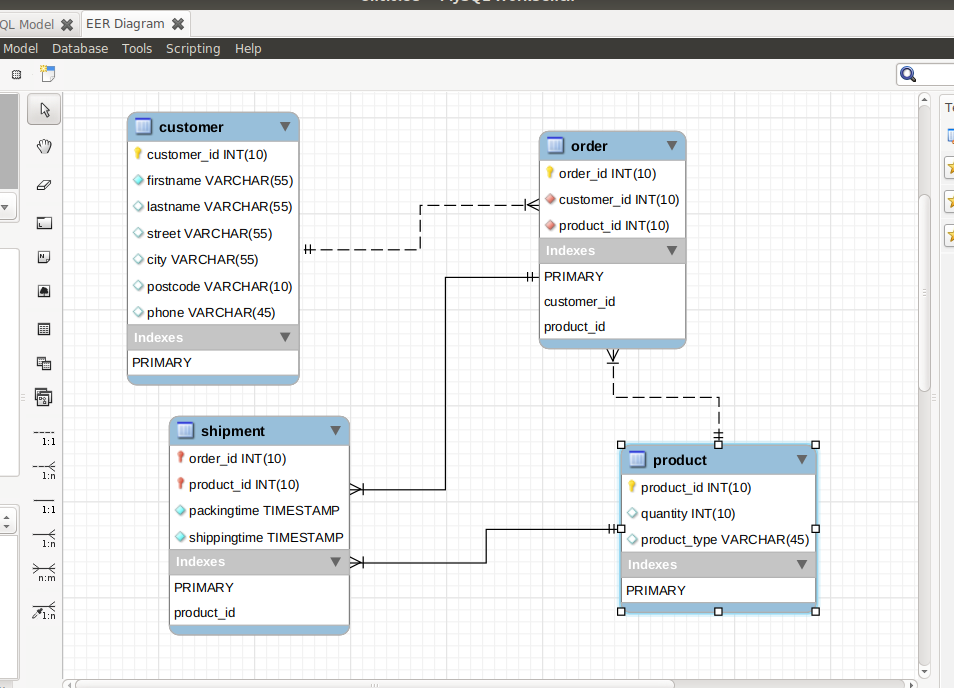 QL Model
EER Diagram
Model Database Tools Scripting Help
customer
customer_id INT(10)
firstname VARCHAR(55)
lastname VARCHAR(55)
street VARCHAR(55)
city VARCHAR(55)
postcode VARCHAR(10)
phone VARCHAR(45)
Indexes
PRIMARY
order
order_id INT(10)
customer_id INT(10)
product_id INT(10)
Indexes
PRIMARY
customer_id
product_id
shipment
order_id INT(10)
product_id INT(10)
packingtime TIMESTAMP
shippingtime TIMESTAMP
Indexes
PRIMARY
product_id
product
product_id INT(10)
quantity INT(10)
product_type VARCHAR(45)
Indexes
PRIMARY
1:1
1:n
1:1
1:n
n:m
1:n